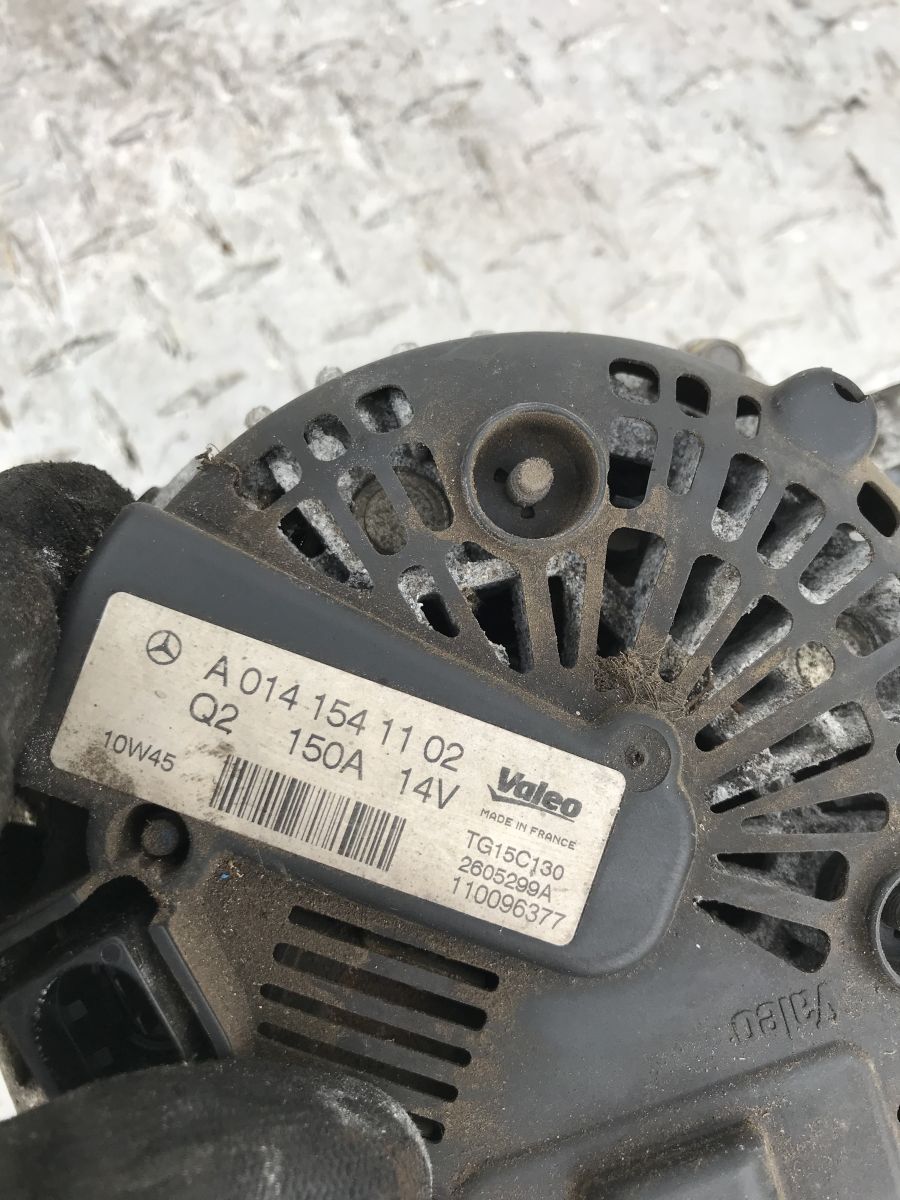 A 014 154 11 02
Q2 150A 14V
10W45
Valeo
MADE IN FRANCE
TG15C130
2605299A
110096377
Valeo